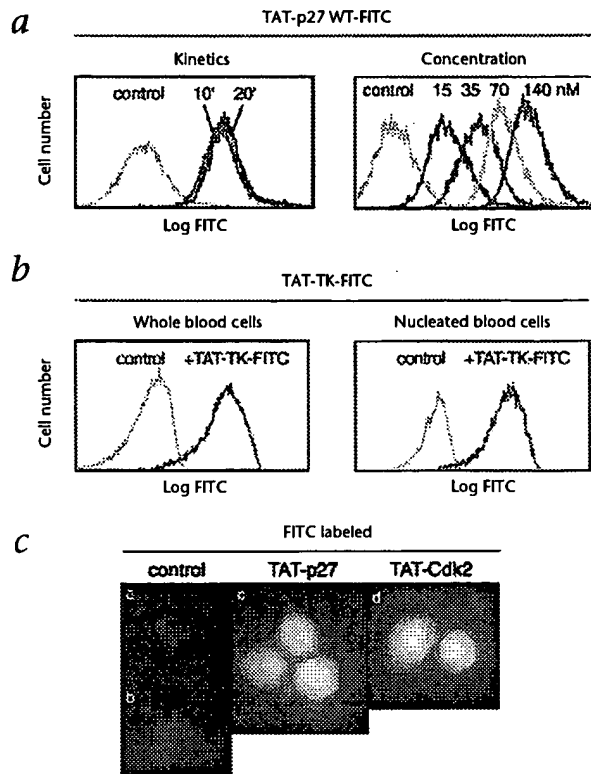 a
TAT-p27 WT-FITC
Kinetics
control 10' 20'
Cell number
Log FITC
Concentration
control 15 35 70 140 nM
Log FITC
b
TAT-TK-FITC
Whole blood cells
control +TAT-TK-FITC
Cell number
Log FITC
Nucleated blood cells
control +TAT-TK-FITC
Log FITC
c
FITC labeled
control TAT-p27 TAT-Cdk2
a c d
b